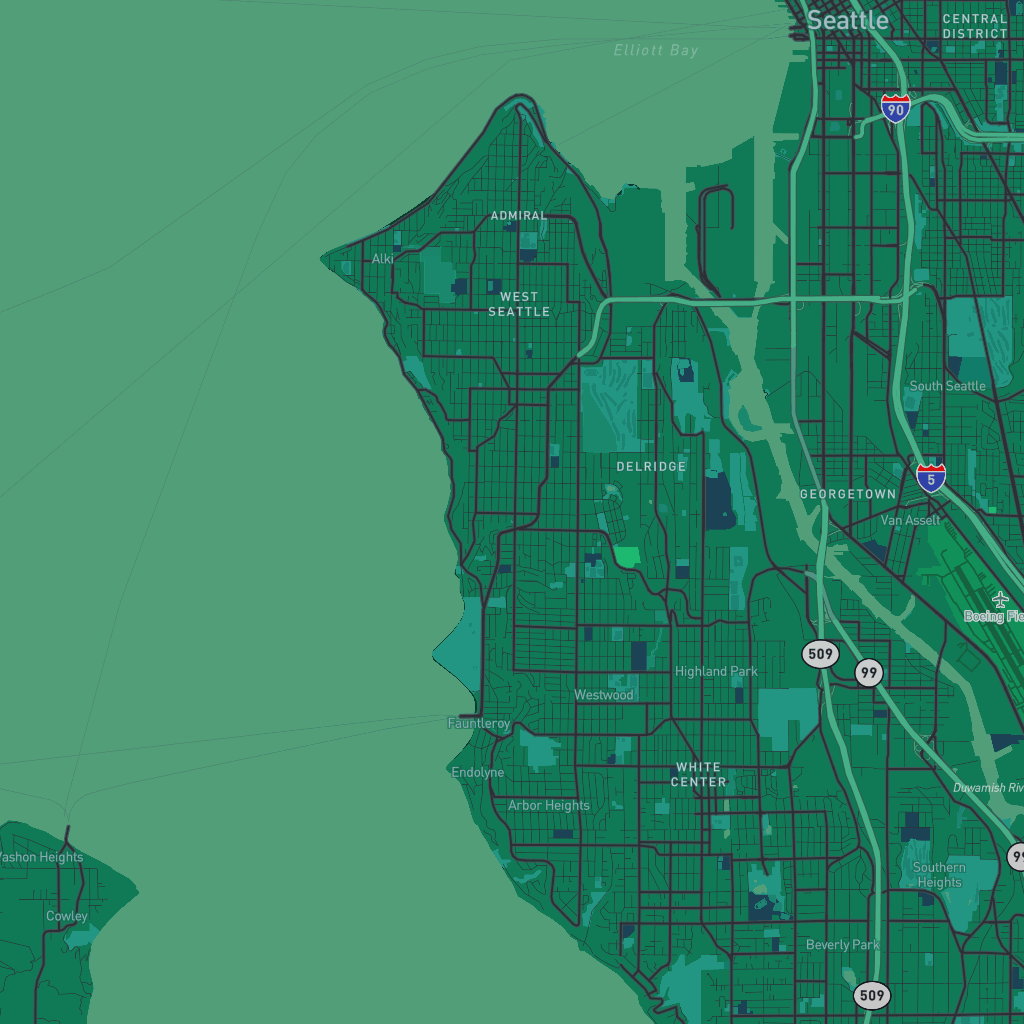 Seattle
CENTRAL
DISTRICT
Elliott Bay
90
ADMIRAL
Alki
WEST
SEATTLE
South Seattle
DELRIDGE
5
GEORGETOWN
Van Asselt
Boeing Fie
509
99
Highland Park
Westwood
Fauntleroy
Endolyne
WHITE
CENTER
Duwamish Riv
Arbor Heights
99
Vashon Heights
Southern
Heights
Cowley
Beverly Park
509